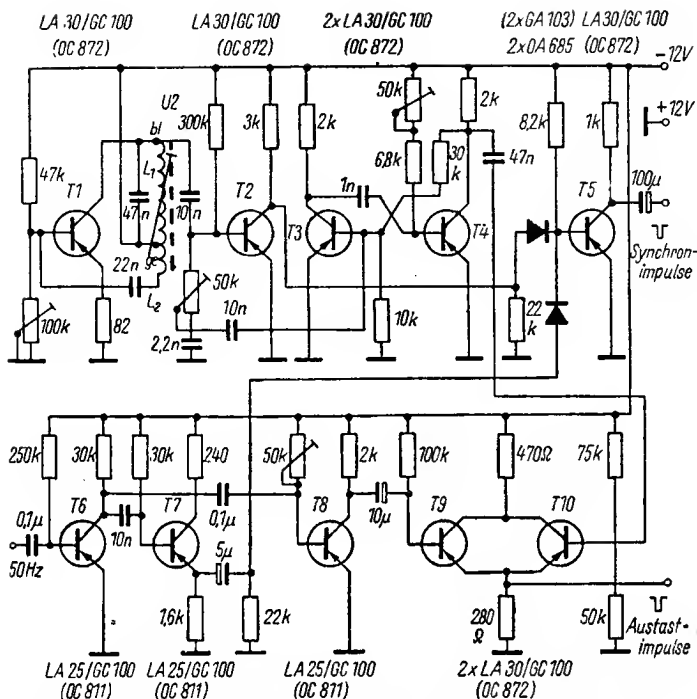 LA 30/GC 100
(OC 872)
LA 30/GC 100
(OC 872)
2x LA 30/GC 100
(OC 872)
(2x GA 103)
2x OA 685
LA 30/GC 100
(OC 872)
-12V
+12V
U2
bl
L1
L2
47k
T1
47n
10n
22n
ge
100k
82
300k
3k
T2
50k
10n
2,2n
2k
1n
T3
50k
6,8k
30
k
2k
47n
T4
10k
8,2k
1k
T5
100µ
22
k
Synchron-
impulse
250k
30k
30k
240
T6
T7
0,1µ
50Hz
10n
5µ
1,6k
22k
0,1µ
50k
2k
T8
10µ
100k
T9
470Ω
T10
75k
280
Ω
50k
Austast-
impulse
LA 25/GC 100
(OC 811)
LA 25/GC 100
(OC 811)
LA 25/GC 100
(OC 811)
2x LA 30/GC 100
(OC 872)